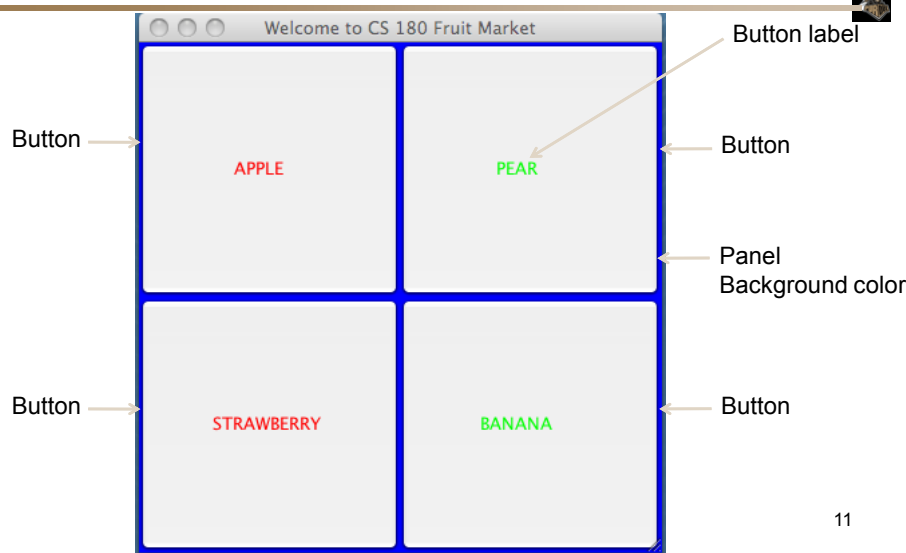 Welcome to CS 180 Fruit Market
Button label
Button
Button
APPLE
PEAR
Panel
Background color
Button
Button
STRAWBERRY
BANANA
11